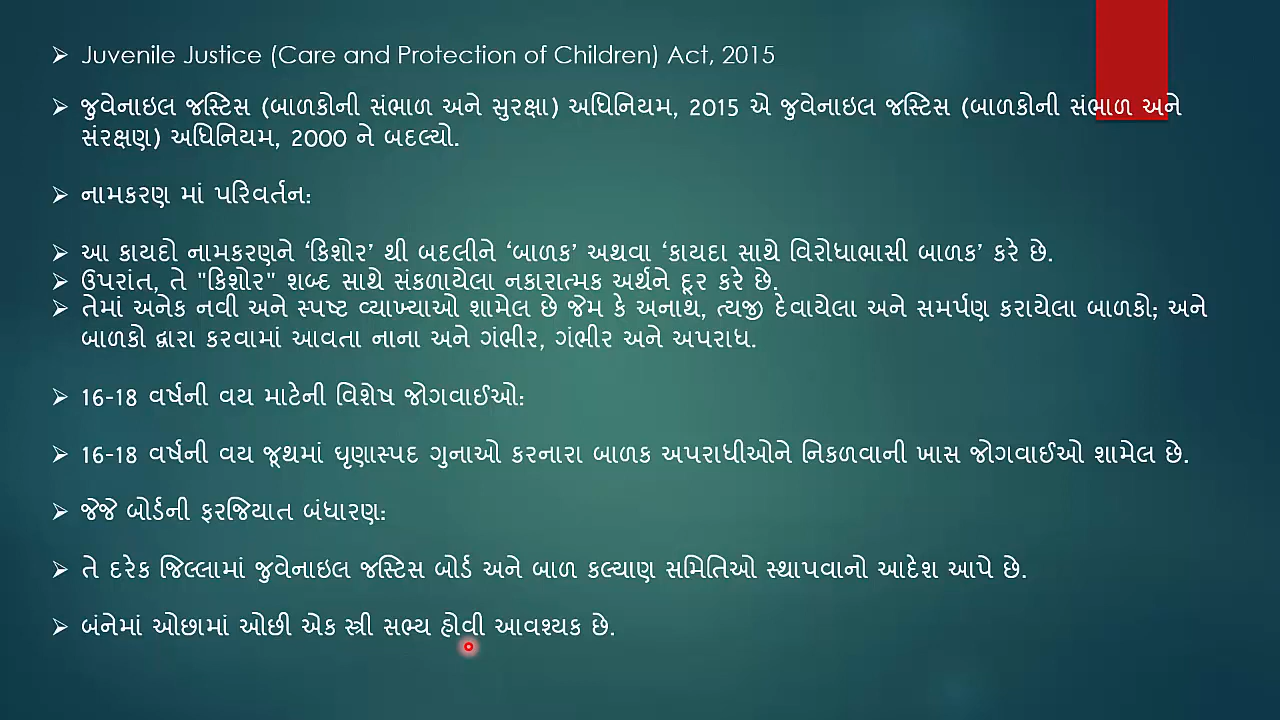 ➢ Juvenile Justice (Care and Protection of Children) Act, 2015
➢ જુવેનાઇલ જસ્ટિસ (બાળકોની સંભાળ અને સુરક્ષા) અધિનિયમ, 2015 એ જુવેનાઇલ જસ્ટિસ (બાળકોની સંભાળ અને
સંરક્ષણ) અધિનિયમ, 2000 ને બદલ્યો.
➢ નામકરણ માં પરિવર્તન:
➢ આ કાયદો નામકરણને ‘કિશોર’ થી બદલીને ‘બાળક’ અથવા ‘કાયદા સાથે વિરોધાભાસી બાળક’ કરે છે.
➢ ઉપરાંત, તે "કિશોર" શબ્દ સાથે સંકળાયેલા નકારાત્મક અર્થને દૂર કરે છે.
➢ તેમાં અનેક નવી અને સ્પષ્ટ વ્યાખ્યાઓ શામેલ છે જેમ કે અનાથ, ત્યજી દેવાયેલા અને સમર્પણ કરાયેલા બાળકો; અને
બાળકો દ્વારા કરવામાં આવતા નાના અને ગંભીર, ગંભીર અને અપરાધ.
➢ 16-18 વર્ષની વય માટેની વિશેષ જોગવાઈઓ:
➢ 16-18 વર્ષની વય જૂથમાં ઘૃણાસ્પદ ગુનાઓ કરનારા બાળક અપરાધીઓને નિકળવાની ખાસ જોગવાઈઓ શામેલ છે.
➢ જેજે બોર્ડની ફરજિયાત બંધારણ:
➢ તે દરેક જિલ્લામાં જુવેનાઇલ જસ્ટિસ બોર્ડ અને બાળ કલ્યાણ સમિતિઓ સ્થાપવાનો આદેશ આપે છે.
➢ બંનેમાં ઓછામાં ઓછી એક સ્ત્રી સભ્ય હોવી આવશ્યક છે.